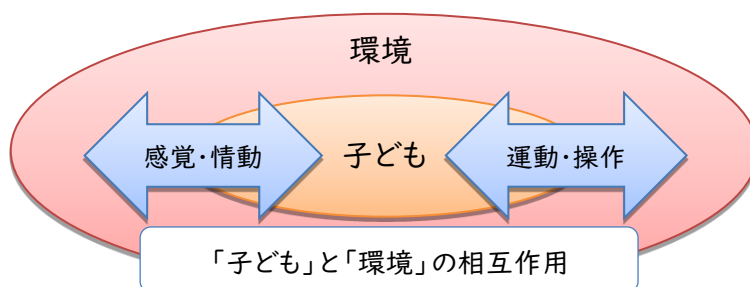 環境
感覚・情動
子ども
運動・操作
「子ども」と「環境」の相互作用